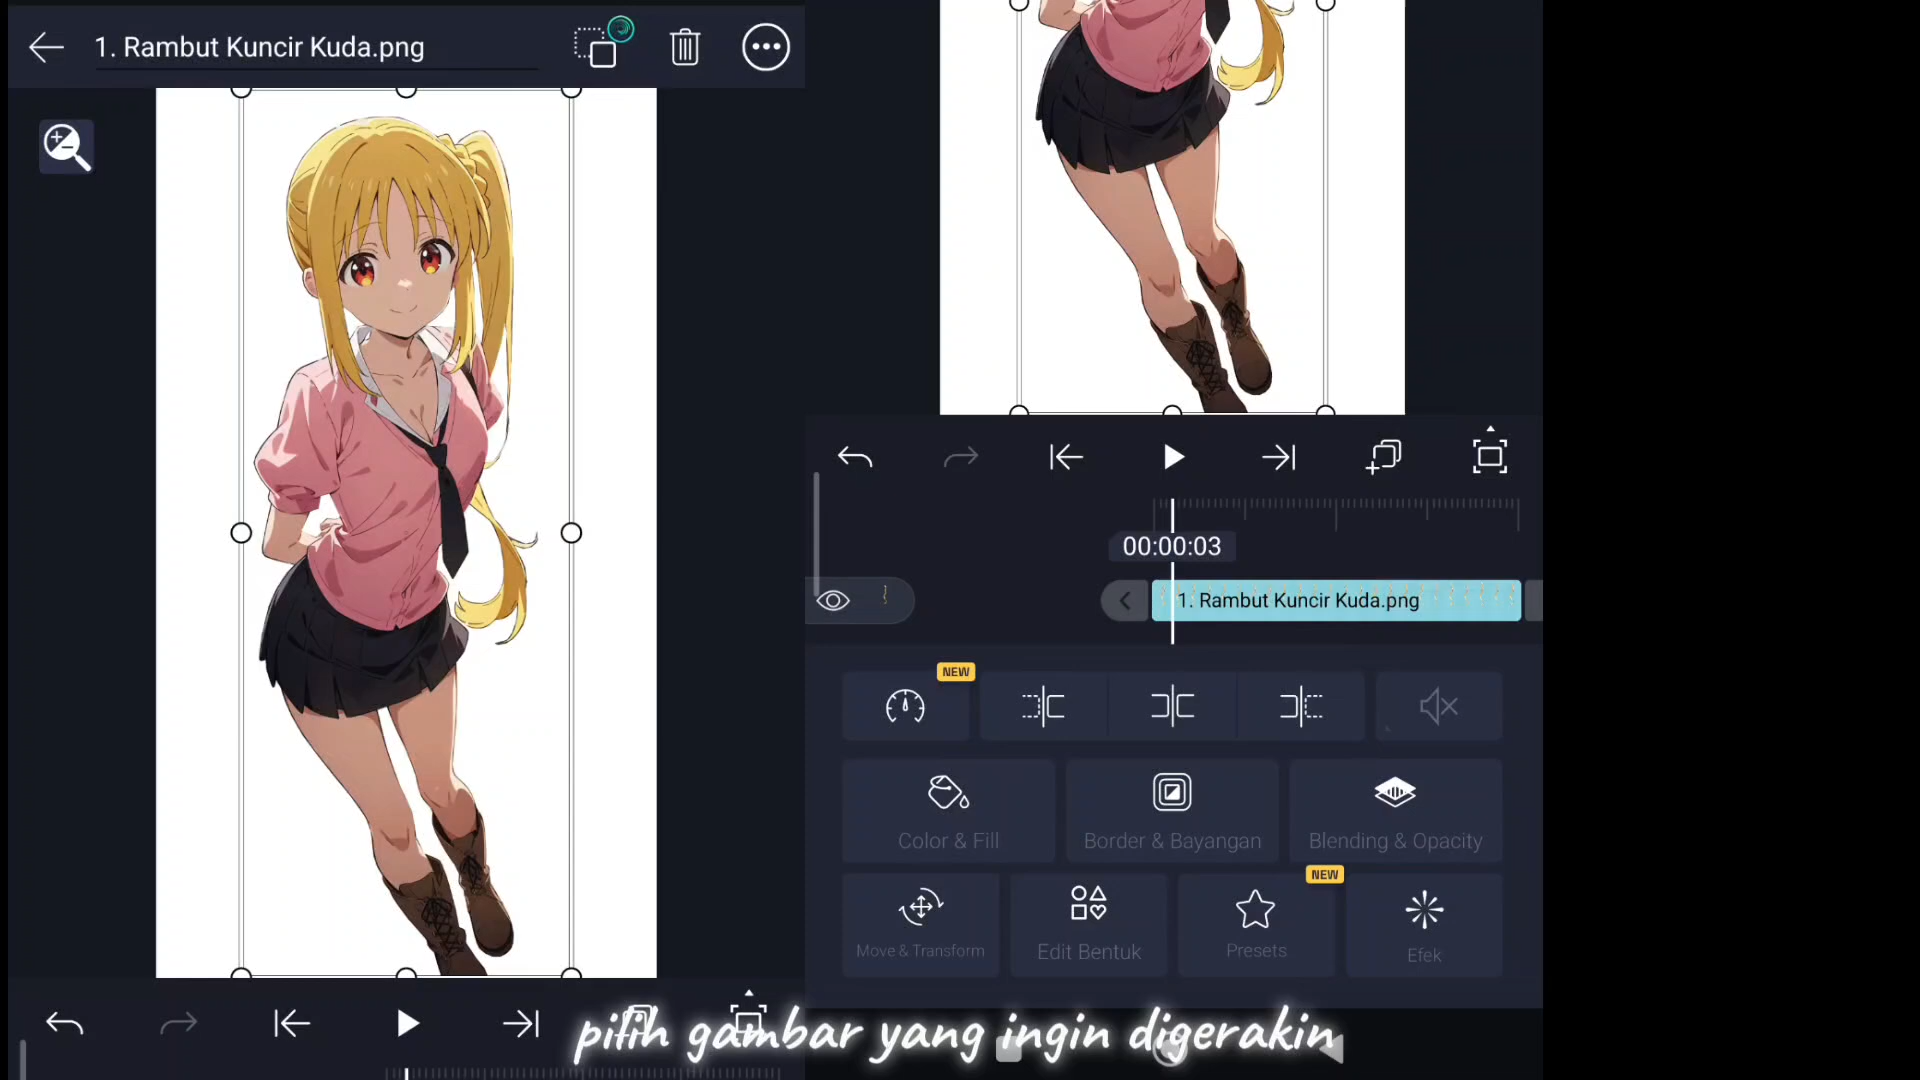 1. Rambut Kuncir Kuda.png
00:00:03
1. Rambut Kuncir Kuda.png
NEW
Color & Fill
Border & Bayangan
Blending & Opacity
NEW
Move & Transform
Edit Bentuk
Presets
Efek
pilih gambar yang ingin digerakin